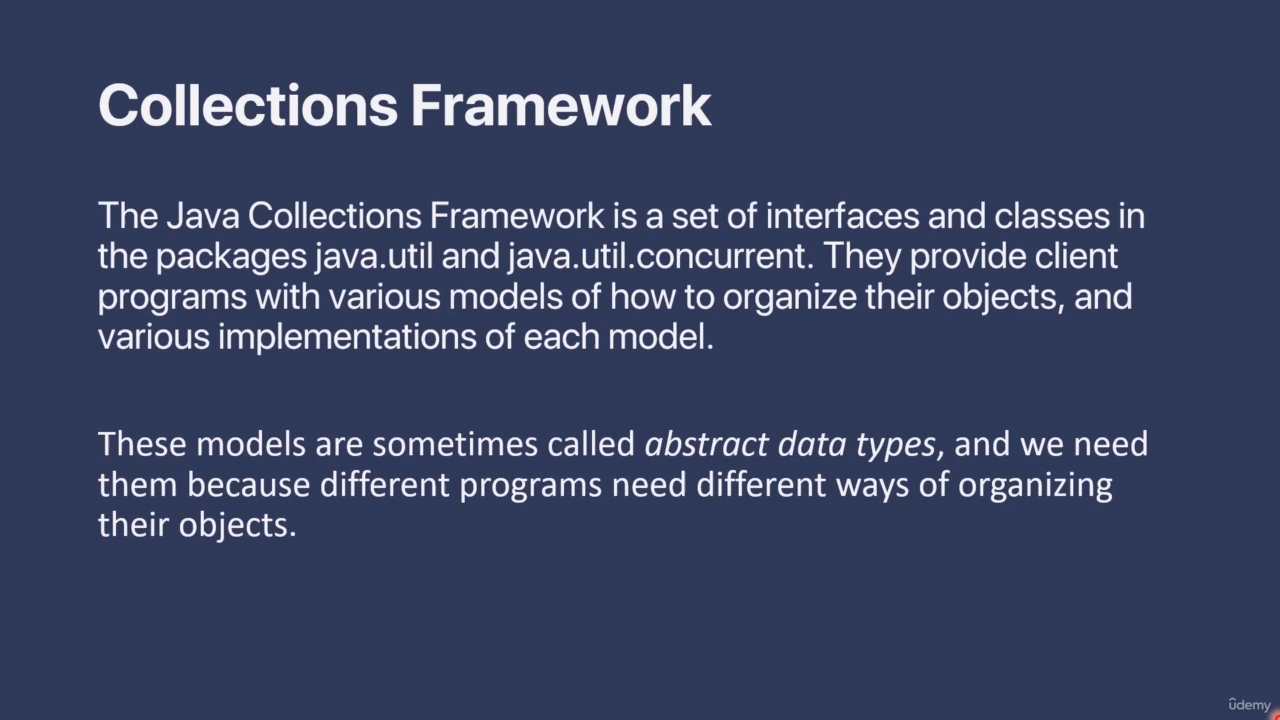 Collections Framework
The Java Collections Framework is a set of interfaces and classes in
the packages java.util and java.util.concurrent. They provide client
programs with various models of how to organize their objects, and
various implementations of each model.
These models are sometimes called abstract data types, and we need
them because different programs need different ways of organizing
their objects.
ûdemy